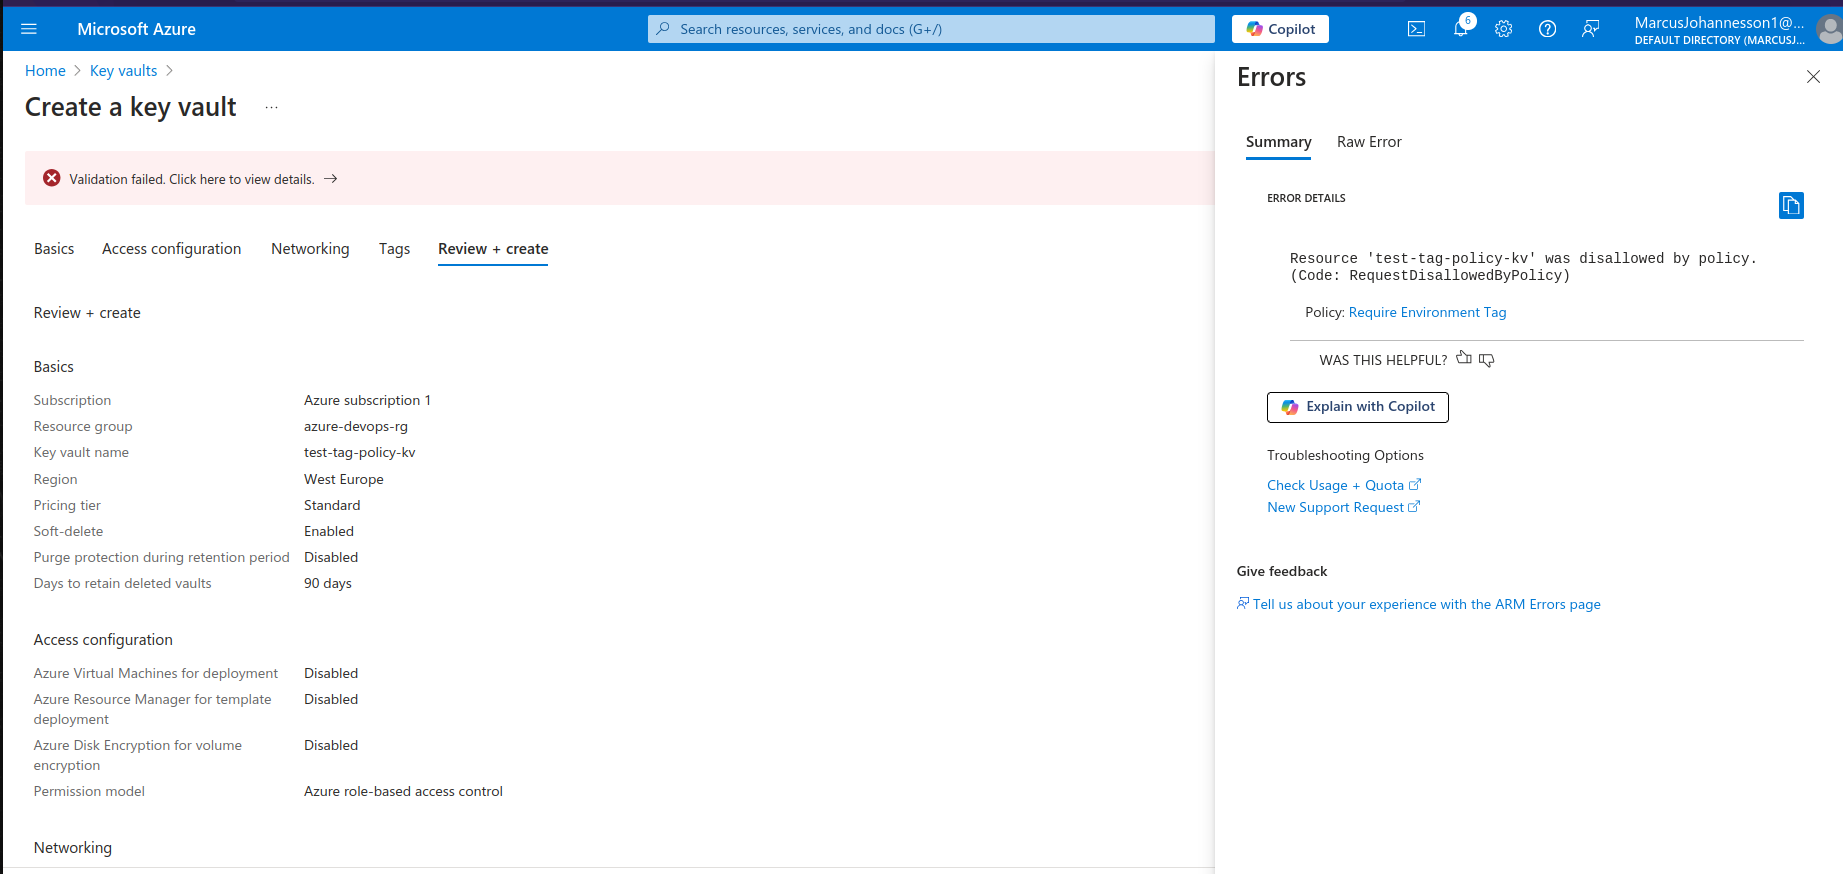 Microsoft Azure
Search resources, services, and docs (G+/)
Copilot
6
MarcusJohannesson1@...
DEFAULT DIRECTORY (MARCUSJ...
Home
Key vaults
Create a key vault
...
Validation failed. Click here to view details.
Basics
Access configuration
Networking
Tags
Review + create
Review + create
Basics
Subscription Azure subscription 1
Resource group azure-devops-rg
Key vault name test-tag-policy-kv
Region West Europe
Pricing tier Standard
Soft-delete Enabled
Purge protection during retention period Disabled
Days to retain deleted vaults 90 days
Access configuration
Azure Virtual Machines for deployment Disabled
Azure Resource Manager for template Disabled
deployment
Azure Disk Encryption for volume Disabled
encryption
Permission model Azure role-based access control
Networking
Errors
Summary
Raw Error
ERROR DETAILS
Resource 'test-tag-policy-kv' was disallowed by policy.
(Code: RequestDisallowedByPolicy)
Policy: Require Environment Tag
WAS THIS HELPFUL?
Explain with Copilot
Troubleshooting Options
Check Usage + Quota
New Support Request
Give feedback
Tell us about your experience with the ARM Errors page